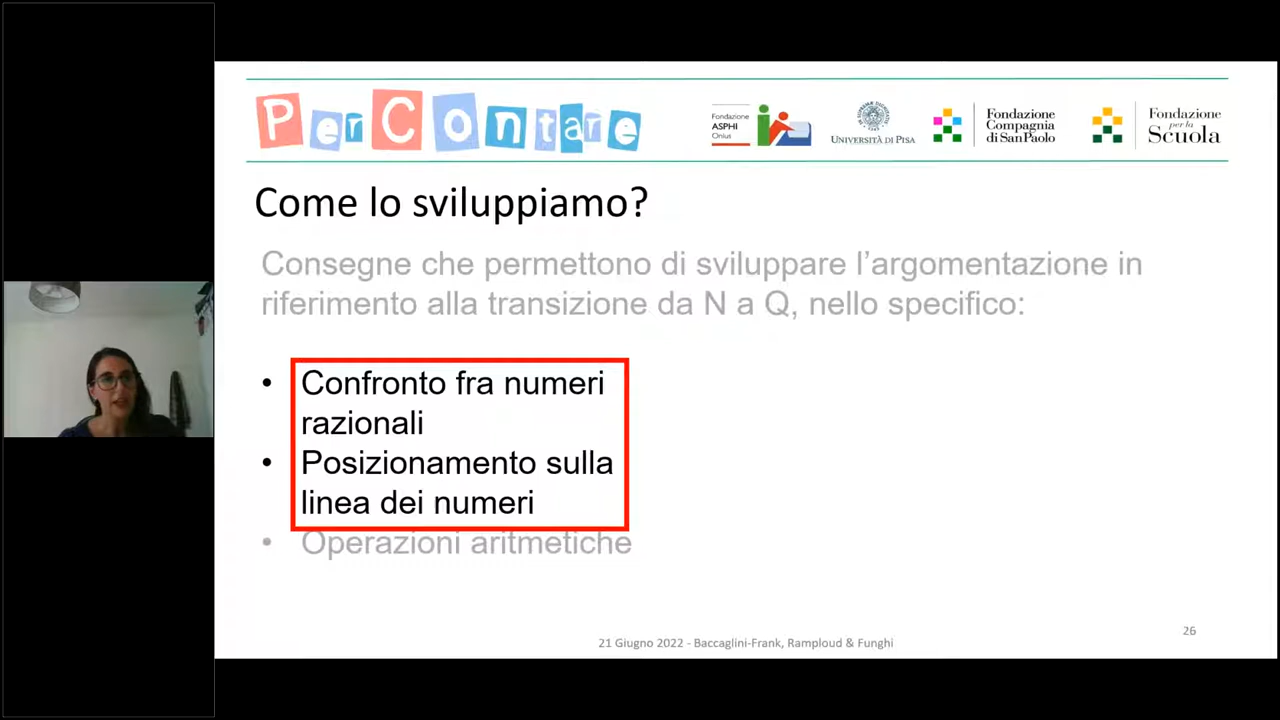 PerContare
Fondazione
ASPHI
Onlus
UNIVERSITÀ DI PISA
Fondazione
Compagnia
di San Paolo
Fondazione
per la
Scuola
Come lo sviluppiamo?
Consegne che permettono di sviluppare l’argomentazione in
riferimento alla transizione da N a Q, nello specifico:
• Confronto fra numeri
razionali
• Posizionamento sulla
linea dei numeri
• Operazioni aritmetiche
21 Giugno 2022 - Baccaglini-Frank, Ramploud & Funghi
26